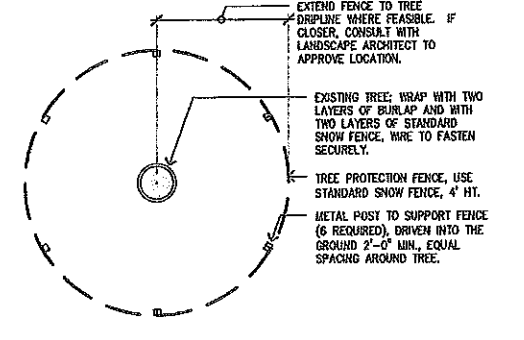 EXTEND FENCE TO TREE
DRIPLINE WHERE FEASIBLE. IF
CLOSER, CONSULT WITH
LANDSCAPE ARCHITECT TO
APPROVE LOCATION.
EXISTING TREE; WRAP WITH TWO
LAYERS OF BURLAP AND WITH
TWO LAYERS OF STANDARD
SNOW FENCE, WIRE TO FASTEN
SECURELY.
TREE PROTECTION FENCE, USE
STANDARD SNOW FENCE, 4' HT.
METAL POST TO SUPPORT FENCE
(6 REQUIRED), DRIVEN INTO THE
GROUND 2'-0" MIN., EQUAL
SPACING AROUND TREE.